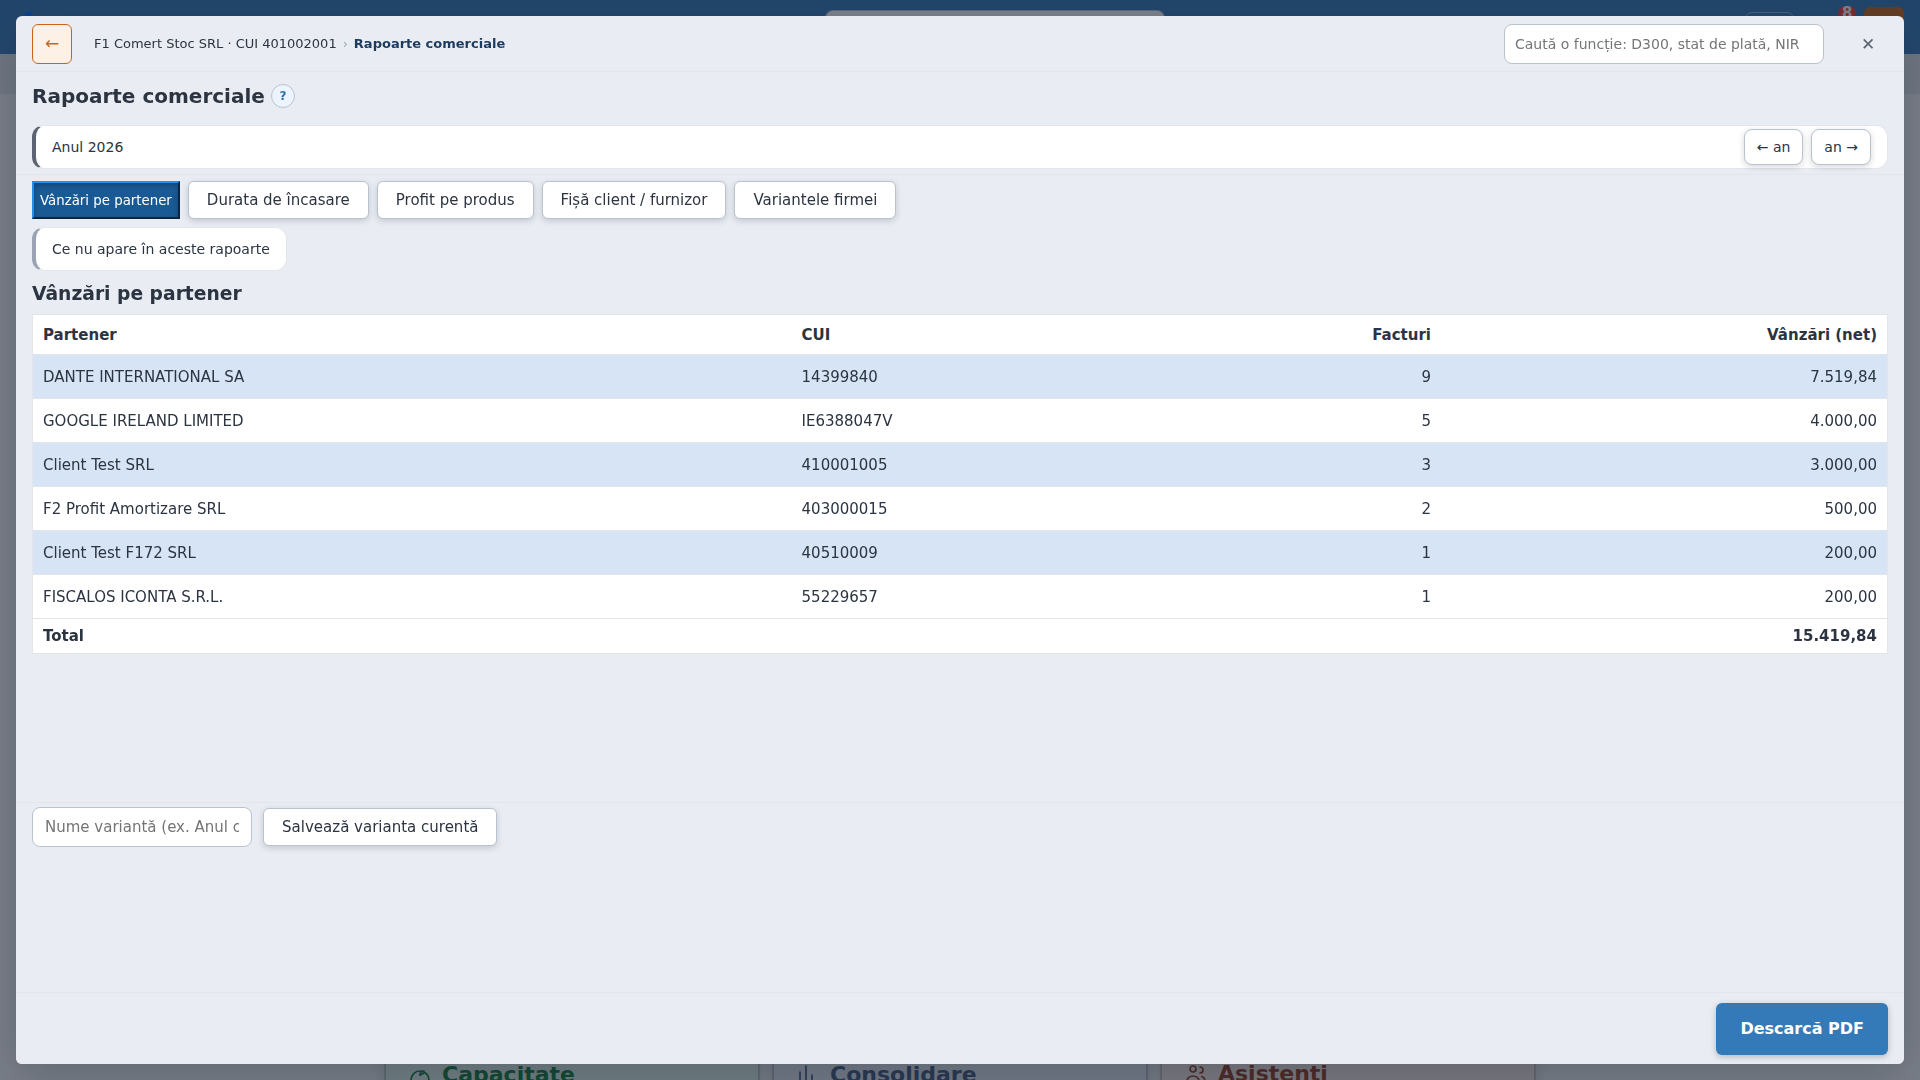 8
← F1 Comert Stoc SRL · CUI 401002001 › Rapoarte comerciale Caută o funcție: D300, stat de plată, NIR ✕
Rapoarte comerciale ?
Anul 2026 ← an an →
Vânzări pe partener Durata de încasare Profit pe produs Fișă client / furnizor Variantele firmei
Ce nu apare în aceste rapoarte
Vânzări pe partener
Partener CUI Facturi Vânzări (net)
DANTE INTERNATIONAL SA 14399840 9 7.519,84
GOOGLE IRELAND LIMITED IE6388047V 5 4.000,00
Client Test SRL 410001005 3 3.000,00
F2 Profit Amortizare SRL 403000015 2 500,00
Client Test F172 SRL 40510009 1 200,00
FISCALOS ICONTA S.R.L. 55229657 1 200,00
Total 15.419,84
Nume variantă (ex. Anul c Salvează varianta curentă
Descarcă PDF
Capacitate Consolidare Asistenți